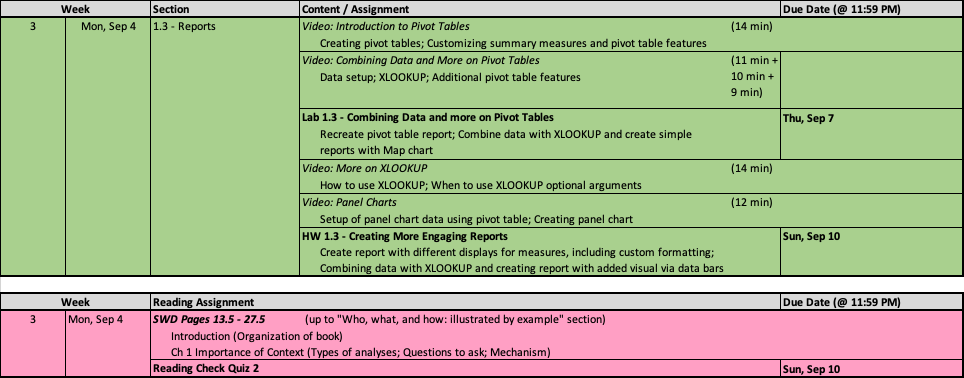 Week Section Content / Assignment Due Date (@ 11:59 PM)
3 Mon, Sep 4 1.3 - Reports Video: Introduction to Pivot Tables (14 min)
Creating pivot tables; Customizing summary measures and pivot table features
Video: Combining Data and More on Pivot Tables (11 min +
Data setup; XLOOKUP; Additional pivot table features 10 min +
9 min)
Lab 1.3 - Combining Data and more on Pivot Tables Thu, Sep 7
Recreate pivot table report; Combine data with XLOOKUP and create simple
reports with Map chart
Video: More on XLOOKUP (14 min)
How to use XLOOKUP; When to use XLOOKUP optional arguments
Video: Panel Charts (12 min)
Setup of panel chart data using pivot table; Creating panel chart
HW 1.3 - Creating More Engaging Reports Sun, Sep 10
Create report with different displays for measures, including custom formatting;
Combining data with XLOOKUP and creating report with added visual via data bars
Week Reading Assignment Due Date (@ 11:59 PM)
3 Mon, Sep 4 SWD Pages 13.5 - 27.5 (up to "Who, what, and how: illustrated by example" section)
Introduction (Organization of book)
Ch 1 Importance of Context (Types of analyses; Questions to ask; Mechanism)
Reading Check Quiz 2 Sun, Sep 10